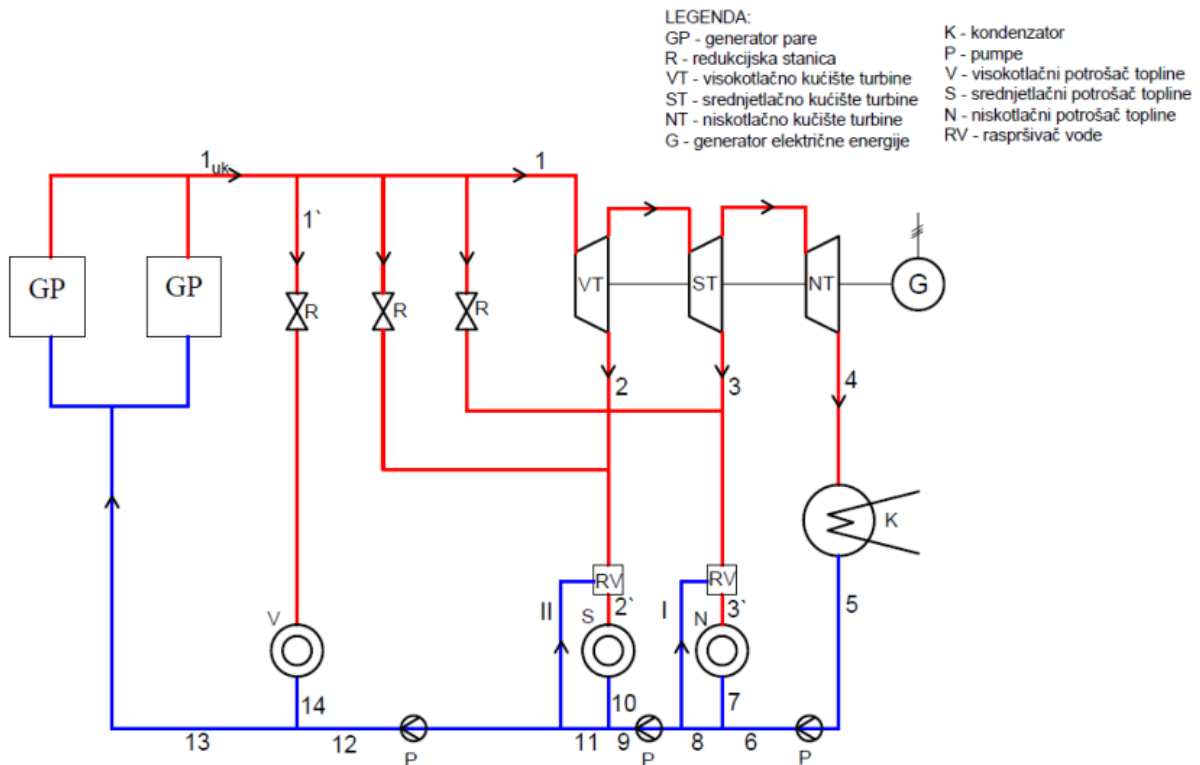 LEGENDA:
GP - generator pare
R - redukcijska stanica
VT - visokotlačno kućište turbine
ST - srednjetlačno kućište turbine
NT - niskotlačno kučište turbine
G - generator električne energije
K - kondenzator
P - pumpe
V - visokotlačni potrošač topline
S - srednjetlačni potrošač topline
N - niskotlačni potrošač topline
RV - raspršivač vode
1uk
1
1`
GP
GP
R
R
R
VT
ST
NT
G
2
3
4
K
RV
RV
II
2`
I
3`
5
V
S
N
14
10
7
13
12
P
11
9
P
8
6
P